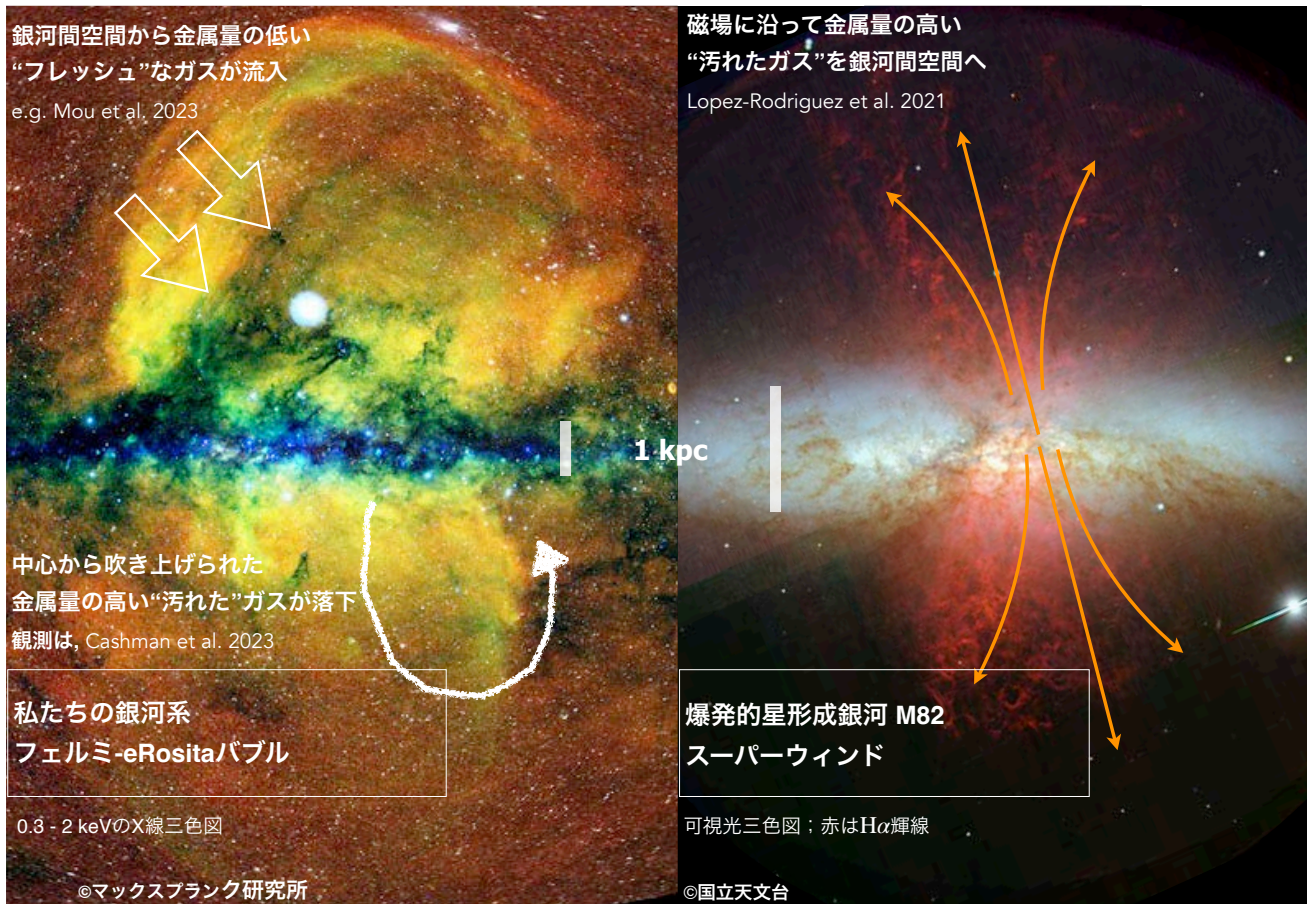 銀河間空間から金属量の低い
“フレッシュ”なガスが流入
e.g. Mou et al. 2023
中心から吹き上げられた
金属量の高い“汚れた”ガスが落下
観測は, Cashman et al. 2023
私たちの銀河系
フェルミ-eRositaバブル
0.3 - 2 keVのX線三色図
©マックスプランク研究所
1 kpc
磁場に沿って金属量の高い
“汚れたガス”を銀河間空間へ
Lopez-Rodriguez et al. 2021
爆発的星形成銀河 M82
スーパーウィンド
可視光三色図；赤はHα輝線
©国立天文台